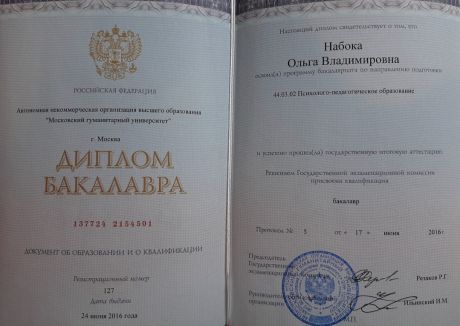 РОССИЙСКАЯ ФЕДЕРАЦИЯ
Автономная некоммерческая организация высшего образования
"Московский гуманитарный университет"
г. Москва
ДИПЛОМ
БАКАЛАВРА
137724 2154501
ДОКУМЕНТ ОБ ОБРАЗОВАНИИ И О КВАЛИФИКАЦИИ
Регистрационный номер
127
Дата выдачи
24 июня 2016 года
Настоящий диплом свидетельствует о том, что
Набока
Ольга Владимировна
освоил(а) программу бакалавриата по направлению подготовки
44.03.02 Психолого-педагогическое образование
и успешно прошел(ла) государственную итоговую аттестацию.
Решением Государственной экзаменационной комиссии
присвоена квалификация
бакалавр
Протокол № 5 от « 17 » июня 2016г.
Председатель
Государственной
экзаменационной
Резаков Р.Г.
Руководитель
организации
Ильинский И.М.
М.П.